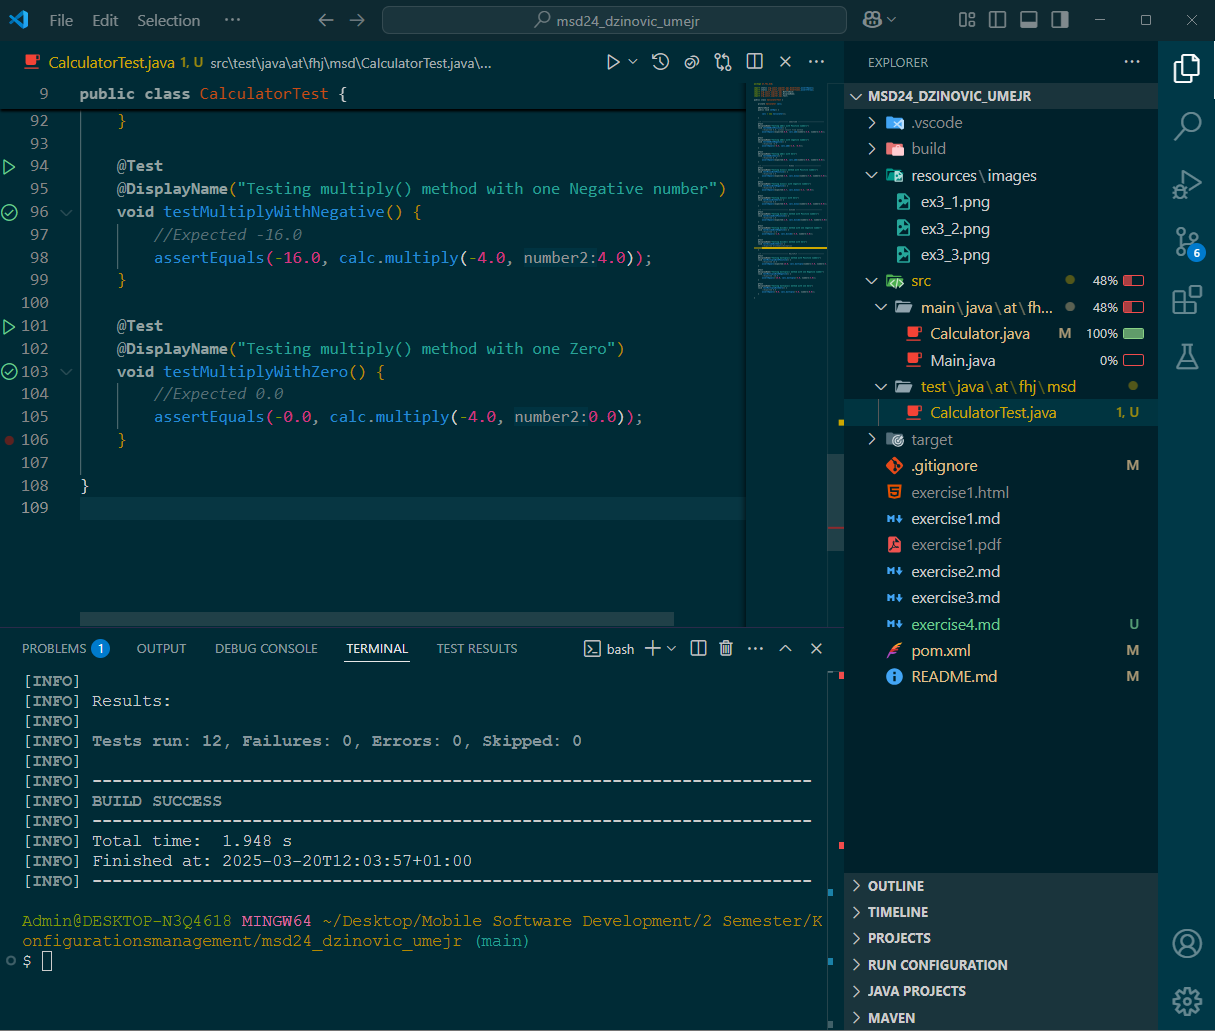 File Edit Selection ··· msd24_dzinovic_umejr
CalculatorTest.java 1, U src\test\java\at\fhj\msd\CalculatorTest.java\...
9 public class CalculatorTest {
92 }
93
94 @Test
95 @DisplayName("Testing multiply() method with one Negative number")
96 void testMultiplyWithNegative() {
97 //Expected -16.0
98 assertEquals(-16.0, calc.multiply(-4.0, number2:4.0));
99 }
100
101 @Test
102 @DisplayName("Testing multiply() method with one Zero")
103 void testMultiplyWithZero() {
104 //Expected 0.0
105 assertEquals(-0.0, calc.multiply(-4.0, number2:0.0));
106 }
107
108 }
109
PROBLEMS 1 OUTPUT DEBUG CONSOLE TERMINAL TEST RESULTS bash
[INFO]
[INFO] Results:
[INFO]
[INFO] Tests run: 12, Failures: 0, Errors: 0, Skipped: 0
[INFO]
[INFO] ------------------------------------------------------------------------
[INFO] BUILD SUCCESS
[INFO] ------------------------------------------------------------------------
[INFO] Total time:  1.948 s
[INFO] Finished at: 2025-03-20T12:03:57+01:00
[INFO] ------------------------------------------------------------------------
Admin@DESKTOP-N3Q4618 MINGW64 ~/Desktop/Mobile Software Development/2 Semester/K
onfigurationsmanagement/msd24_dzinovic_umejr (main)
$
EXPLORER
MSD24_DZINOVIC_UMEJR
.vscode
build
resources\images
ex3_1.png
ex3_2.png
ex3_3.png
src 48%
main\java\at\fh... 48%
Calculator.java M 100%
Main.java 0%
test\java\at\fhj\msd
CalculatorTest.java 1, U
target
.gitignore M
exercise1.html
exercise1.md
exercise1.pdf
exercise2.md
exercise3.md
exercise4.md U
pom.xml M
README.md M
OUTLINE
TIMELINE
PROJECTS
RUN CONFIGURATION
JAVA PROJECTS
MAVEN
6